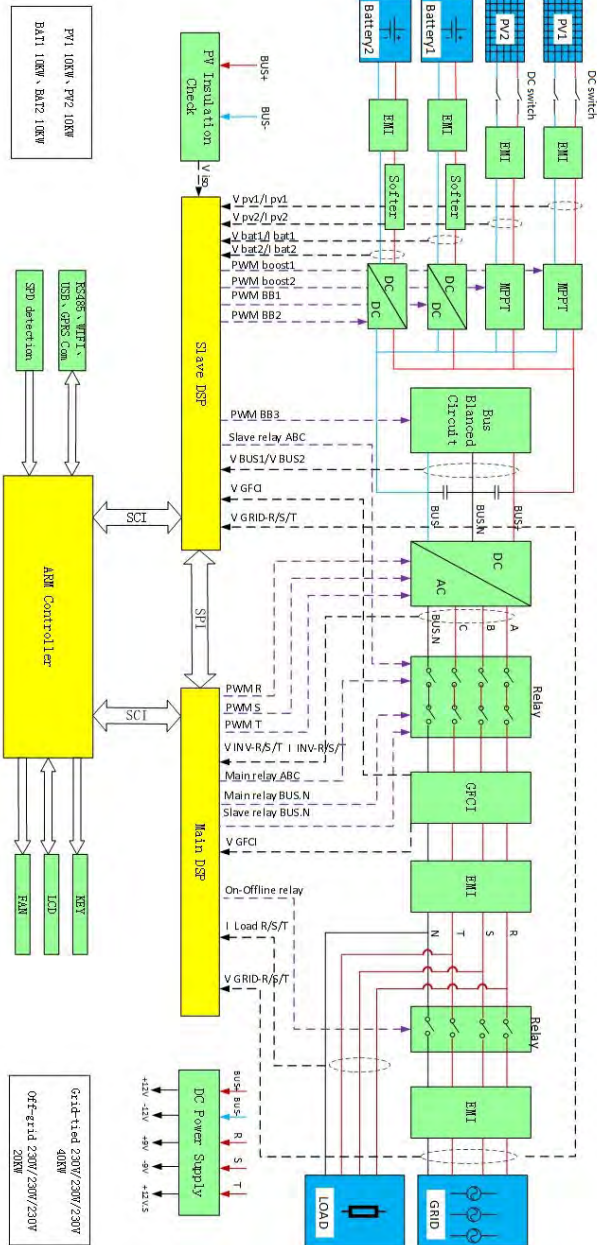 PV1
PV2
Battery1
Battery2
DC switch
DC switch
EMI
EMI
EMI
EMI
Softer
Softer
MPPT
MPPT
DC
DC
DC
DC
BUS+
BUS-
PV Insulation
Check
V iso
V pv1/I pv1
V pv2/I pv2
V bat1/I bat1
V bat2/I bat2
PWM boost1
PWM boost2
PWM BB1
PWM BB2
Slave DSP
PWM BB3
Slave relay ABC
V BUS1/V BUS2
V GFCI
V GRID-R/S/T
Bus
Blanced
Circuit
BUS+
BUS.N
BUS-
DC
AC
A
B
C
BUS.N
Relay
GFCI
EMI
R
S
T
N
Relay
EMI
GRID
LOAD
SPI
SCI
SCI
PWM R
PWM S
PWM T
V INV-R/S/T I INV-R/S/T
Main relay ABC
Main relay BUS.N
Slave relay BUS.N
V GFCI
On-Offline relay
I Load R/S/T
V GRID-R/S/T
Main DSP
ARM Controller
RS485、WIFI、
USB、GPRS Com
SPD detection
KEY
LCD
FAN
BUS+
BUS-
R
S
T
DC Power Supply
+12V
-12V
+9V
-9V
+12V.S
PV1 10KW、PV2 10KW
BAT1 10KW、BAT2 10KW
Grid-tied 230V/230V/230V
40KW
Off-grid 230V/230V/230V
20KW